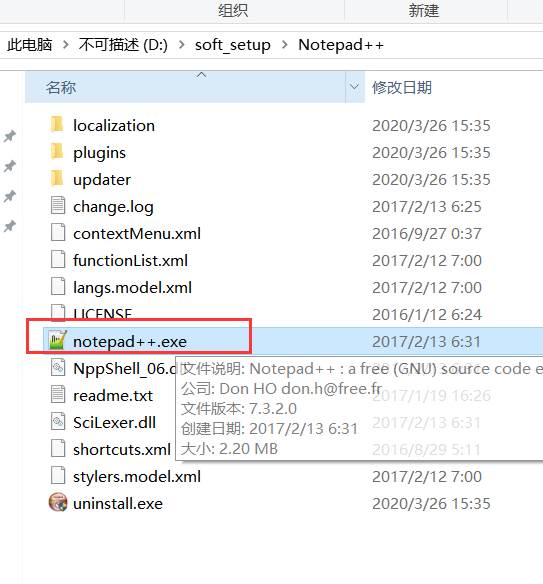 组织 新建
此电脑 不可描述 (D:) soft_setup Notepad++
名称 修改日期
localization 2020/3/26 15:35
plugins 2020/3/26 15:35
updater 2020/3/26 15:35
change.log 2017/2/13 6:25
contextMenu.xml 2016/9/27 0:37
functionList.xml 2017/2/12 7:00
langs.model.xml 2017/2/12 7:00
LICENSE 2016/1/12 6:24
notepad++.exe 2017/2/13 6:31
NppShell_06.d
文件说明: Notepad++ : a free (GNU) source code e
公司: Don HO don.h@free.fr
readme.txt /1/19 16:26
文件版本: 7.3.2.0
SciLexer.dll 2017/2/13 6:31
创建日期: 2017/2/13 6:31
shortcuts.xml 2016/8/29 5:11
大小: 2.20 MB
stylers.model.xml 2017/2/12 7:00
uninstall.exe 2020/3/26 15:35